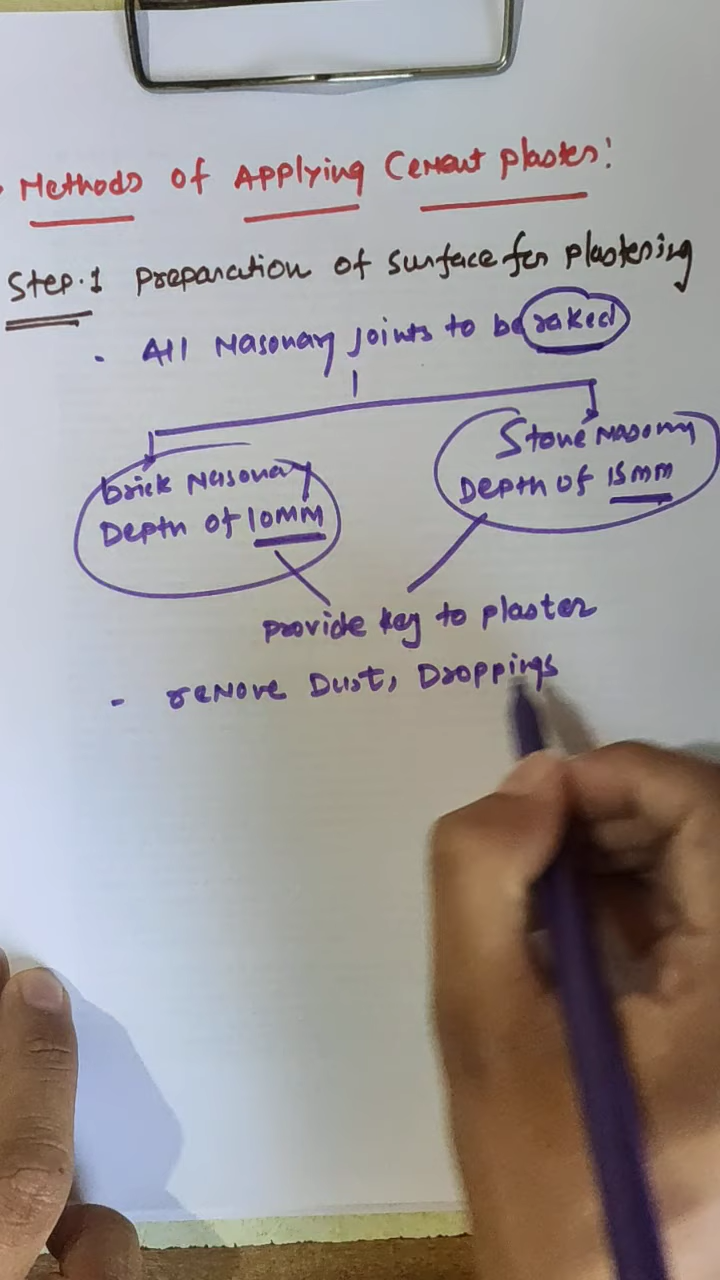 Methods of Applying Cement plaster:
Step.1 preparation of surface for plastering
- All Masonary joints to be raked
Stone Masonry
Depth of 15MM
brick Masonary
Depth of 10MM
provide key to plaster
- remove Dust, Droppings